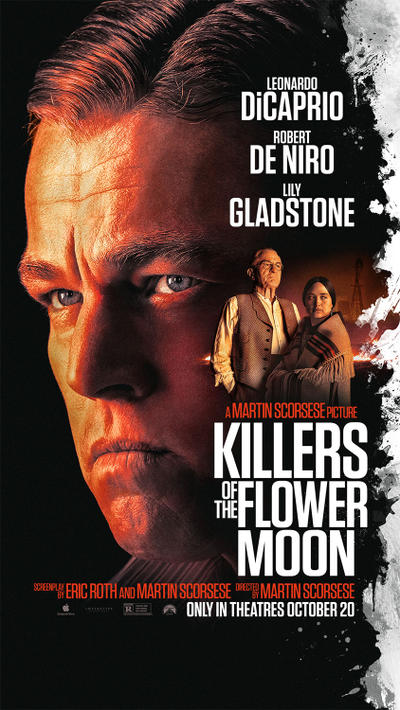 LEONARDO
DiCAPRIO
ROBERT
DE NIRO
LILY
GLADSTONE
A MARTIN SCORSESE PICTURE
KILLERS
OF THE FLOWER
MOON
SCREENPLAY BY ERIC ROTH AND MARTIN SCORSESE DIRECTED BY MARTIN SCORSESE
R
ONLY IN THEATRES OCTOBER 20